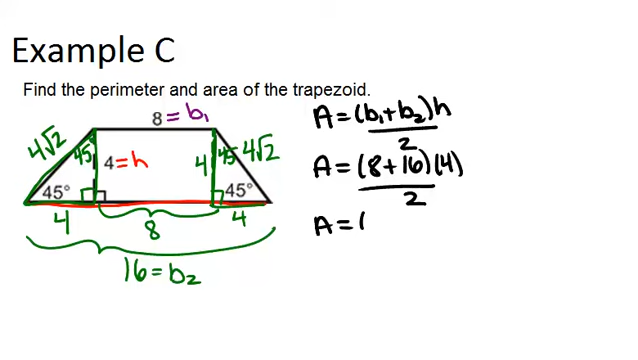 Example C
Find the perimeter and area of the trapezoid.
8 = b₁
A = (b₁+b₂)h
2
4√2
45
4 = h
4
45
4√2
A = (8+16)(4)
2
45°
45°
4
8
4
A = (
16 = b₂